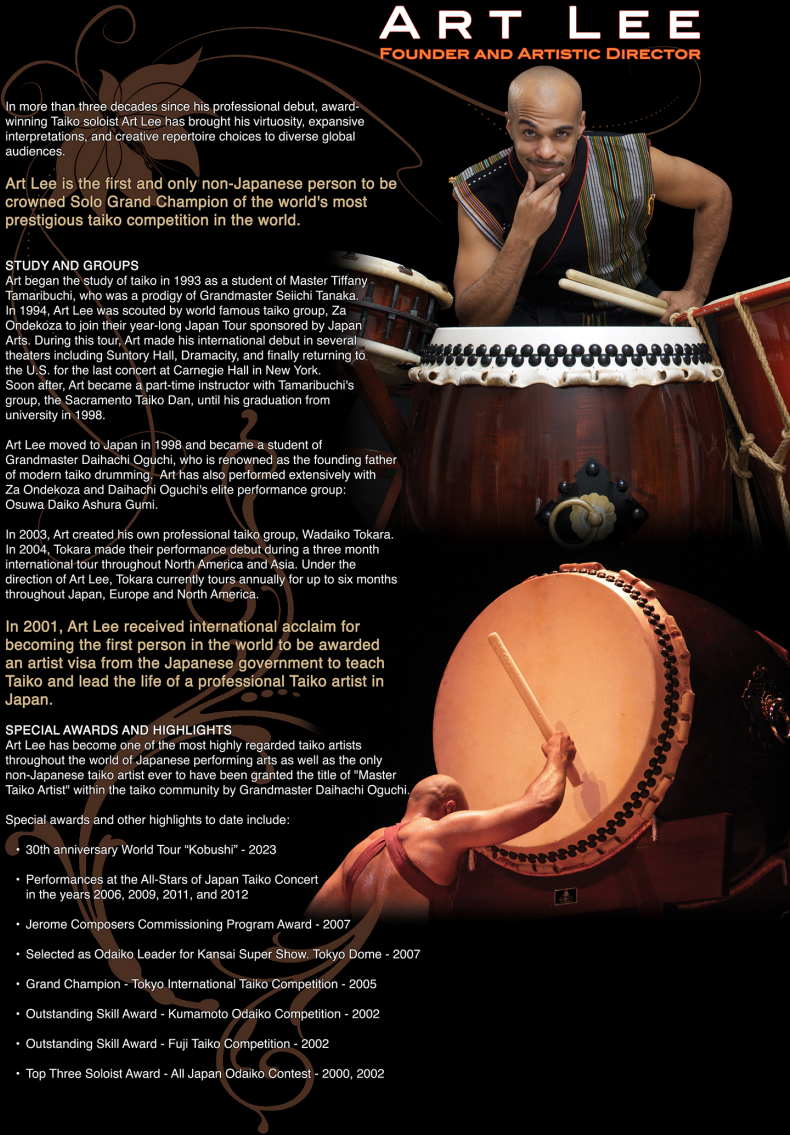 ART LEE
FOUNDER AND ARTISTIC DIRECTOR
In more than three decades since his professional debut, award-
winning Taiko soloist Art Lee has brought his virtuosity, expansive
interpretations, and creative repertoire choices to diverse global
audiences.
Art Lee is the first and only non-Japanese person to be
crowned Solo Grand Champion of the world's most
prestigious taiko competition in the world.
STUDY AND GROUPS
Art began the study of taiko in 1993 as a student of Master Tiffany
Tamaribuchi, who was a prodigy of Grandmaster Seiichi Tanaka.
In 1994, Art Lee was scouted by world famous taiko group, Za
Ondekoza to join their year-long Japan Tour sponsored by Japan
Arts. During this tour, Art made his international debut in several
theaters including Suntory Hall, Dramacity, and finally returning to
the U.S. for the last concert at Carnegie Hall in New York.
Soon after, Art became a part-time instructor with Tamaribuchi's
group, the Sacramento Taiko Dan, until his graduation from
university in 1998.
Art Lee moved to Japan in 1998 and became a student of
Grandmaster Daihachi Oguchi, who is renowned as the founding father
of modern taiko drumming. Art has also performed extensively with
Za Ondekoza and Daihachi Oguchi's elite performance group:
Osuwa Daiko Ashura Gumi.
In 2003, Art created his own professional taiko group, Wadaiko Tokara.
In 2004, Tokara made their performance debut during a three month
international tour throughout North America and Asia. Under the
direction of Art Lee, Tokara currently tours annually for up to six months
throughout Japan, Europe and North America.
In 2001, Art Lee received international acclaim for
becoming the first person in the world to be awarded
an artist visa from the Japanese government to teach
Taiko and lead the life of a professional Taiko artist in
Japan.
SPECIAL AWARDS AND HIGHLIGHTS
Art Lee has become one of the most highly regarded taiko artists
throughout the world of Japanese performing arts as well as the only
non-Japanese taiko artist ever to have been granted the title of "Master
Taiko Artist" within the taiko community by Grandmaster Daihachi Oguchi.
Special awards and other highlights to date include:
• 30th anniversary World Tour “Kobushi” - 2023
• Performances at the All-Stars of Japan Taiko Concert
in the years 2006, 2009, 2011, and 2012
• Jerome Composers Commissioning Program Award - 2007
• Selected as Odaiko Leader for Kansai Super Show. Tokyo Dome - 2007
• Grand Champion - Tokyo International Taiko Competition - 2005
• Outstanding Skill Award - Kumamoto Odaiko Competition - 2002
• Outstanding Skill Award - Fuji Taiko Competition - 2002
• Top Three Soloist Award - All Japan Odaiko Contest - 2000, 2002